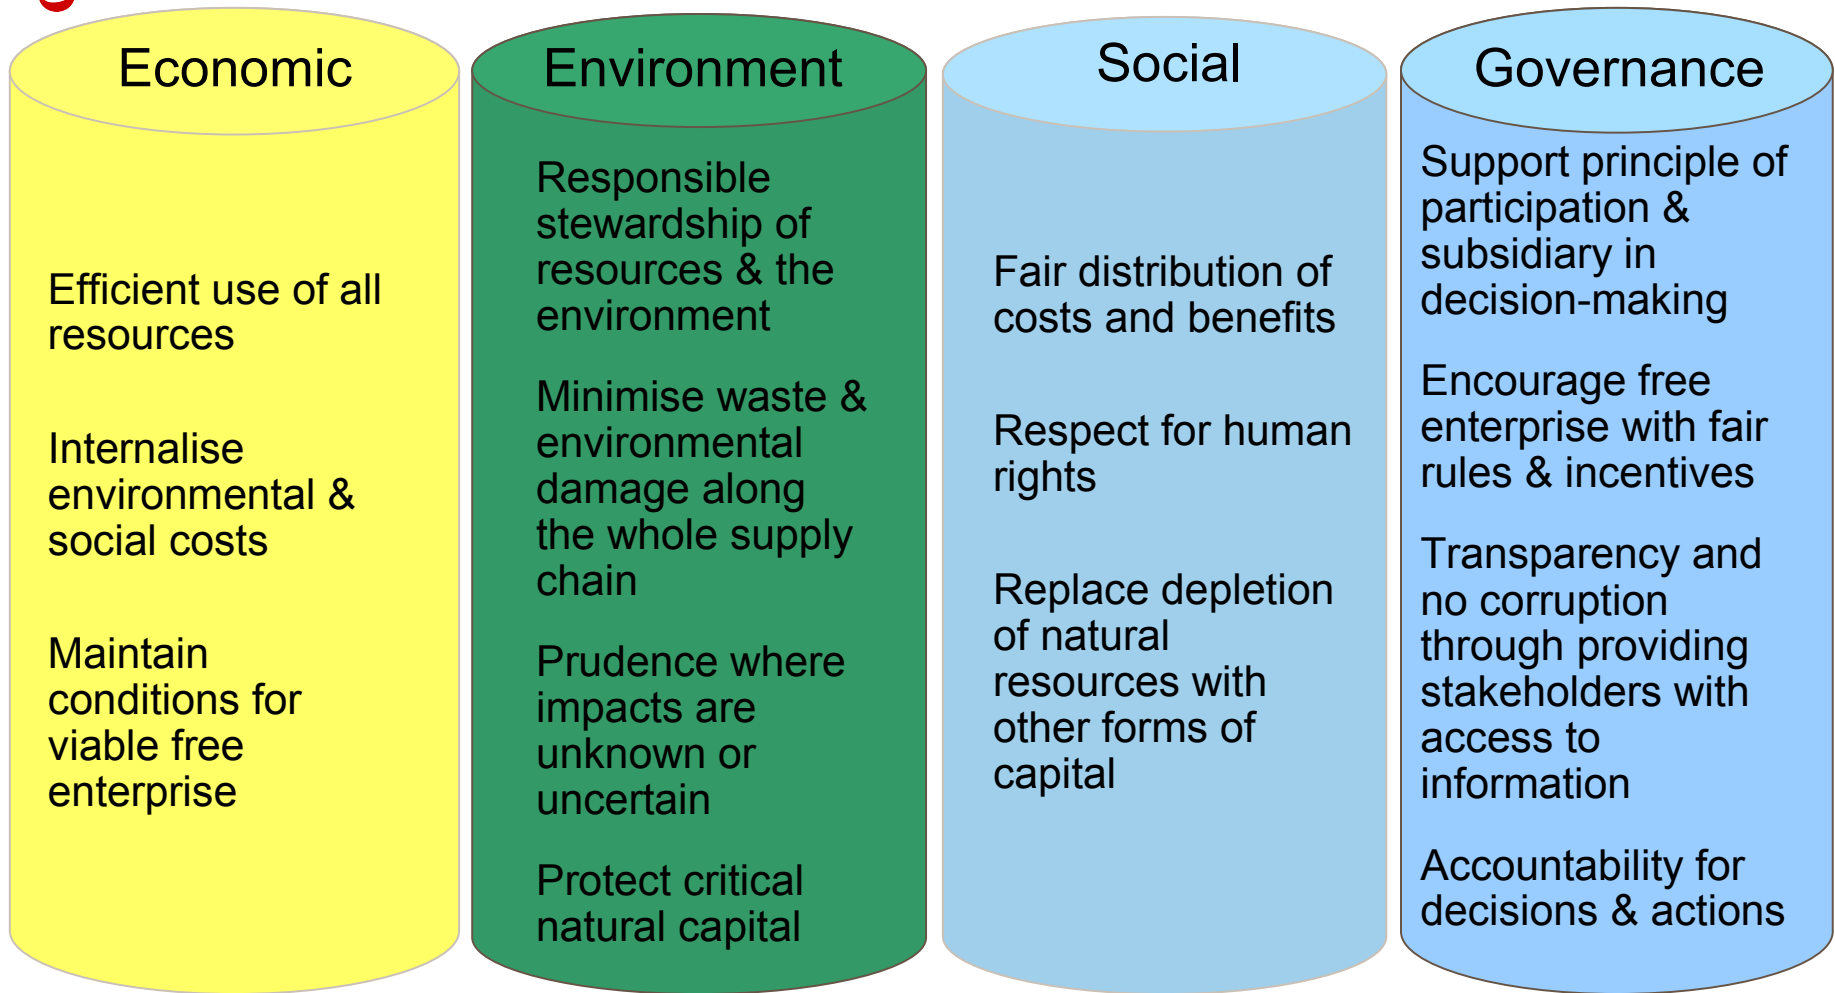 Economic
Efficient use of all
resources
Internalise
environmental &
social costs
Maintain
conditions for
viable free
enterprise
Environment
Responsible
stewardship of
resources & the
environment
Minimise waste &
environmental
damage along
the whole supply
chain
Prudence where
impacts are
unknown or
uncertain
Protect critical
natural capital
Social
Fair distribution of
costs and benefits
Respect for human
rights
Replace depletion
of natural
resources with
other forms of
capital
Governance
Support principle of
participation &
subsidiary in
decision-making
Encourage free
enterprise with fair
rules & incentives
Transparency and
no corruption
through providing
stakeholders with
access to
information
Accountability for
decisions & actions